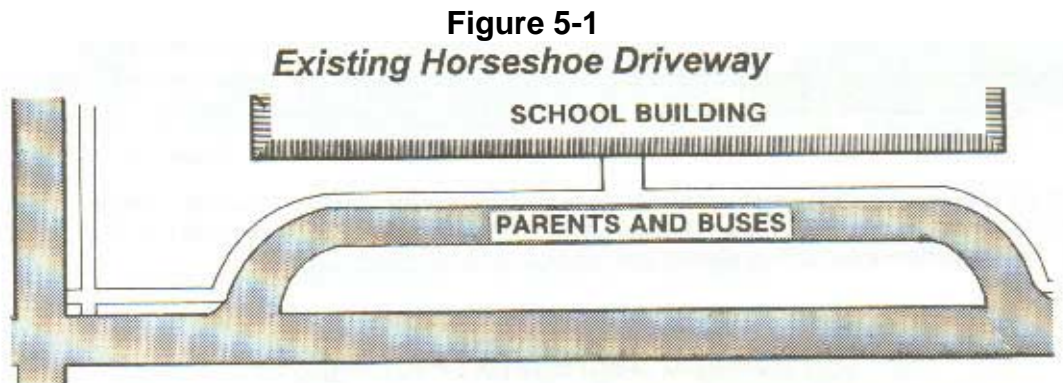 Figure 5-1
Existing Horseshoe Driveway
SCHOOL BUILDING
PARENTS AND BUSES